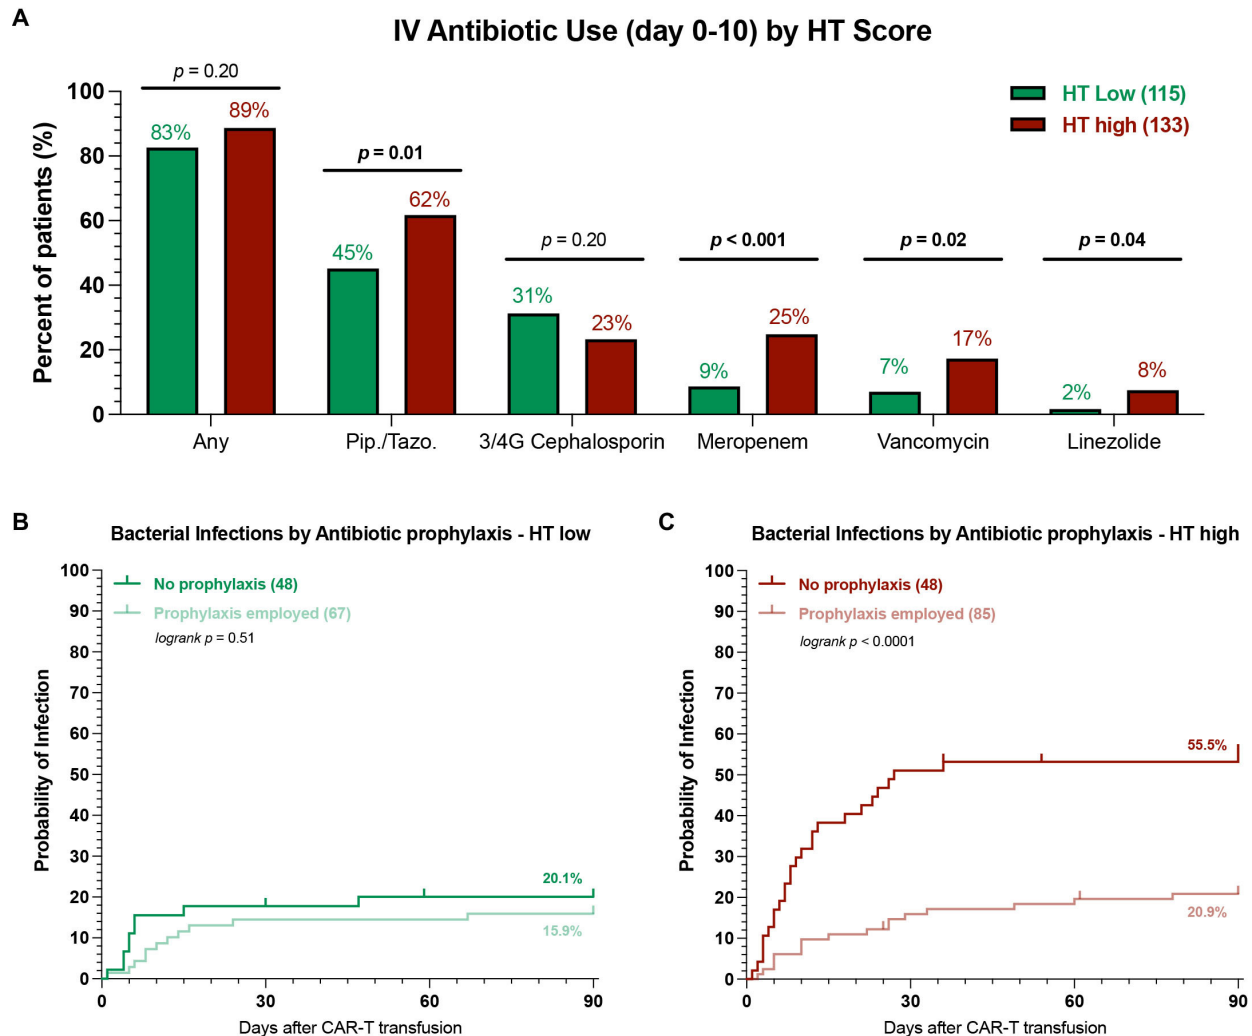 A
IV Antibiotic Use (day 0-10) by HT Score
Percent of patients (%)
100
80
60
40
20
0
p = 0.20
83%
89%
p = 0.01
45%
62%
p = 0.20
31%
23%
p < 0.001
9%
25%
p = 0.02
7%
17%
p = 0.04
2%
8%
HT Low (115)
HT high (133)
Any
Pip./Tazo.
3/4G Cephalosporin
Meropenem
Vancomycin
Linezolide
B
Bacterial Infections by Antibiotic prophylaxis - HT low
Probability of Infection
100
90
80
70
60
50
40
30
20
10
0
No prophylaxis (48)
Prophylaxis employed (67)
logrank p = 0.51
20.1%
15.9%
0
30
60
90
Days after CAR-T transfusion
C
Bacterial Infections by Antibiotic prophylaxis - HT high
Probability of Infection
100
90
80
70
60
50
40
30
20
10
0
No prophylaxis (48)
Prophylaxis employed (85)
logrank p < 0.0001
55.5%
20.9%
0
30
60
90
Days after CAR-T transfusion